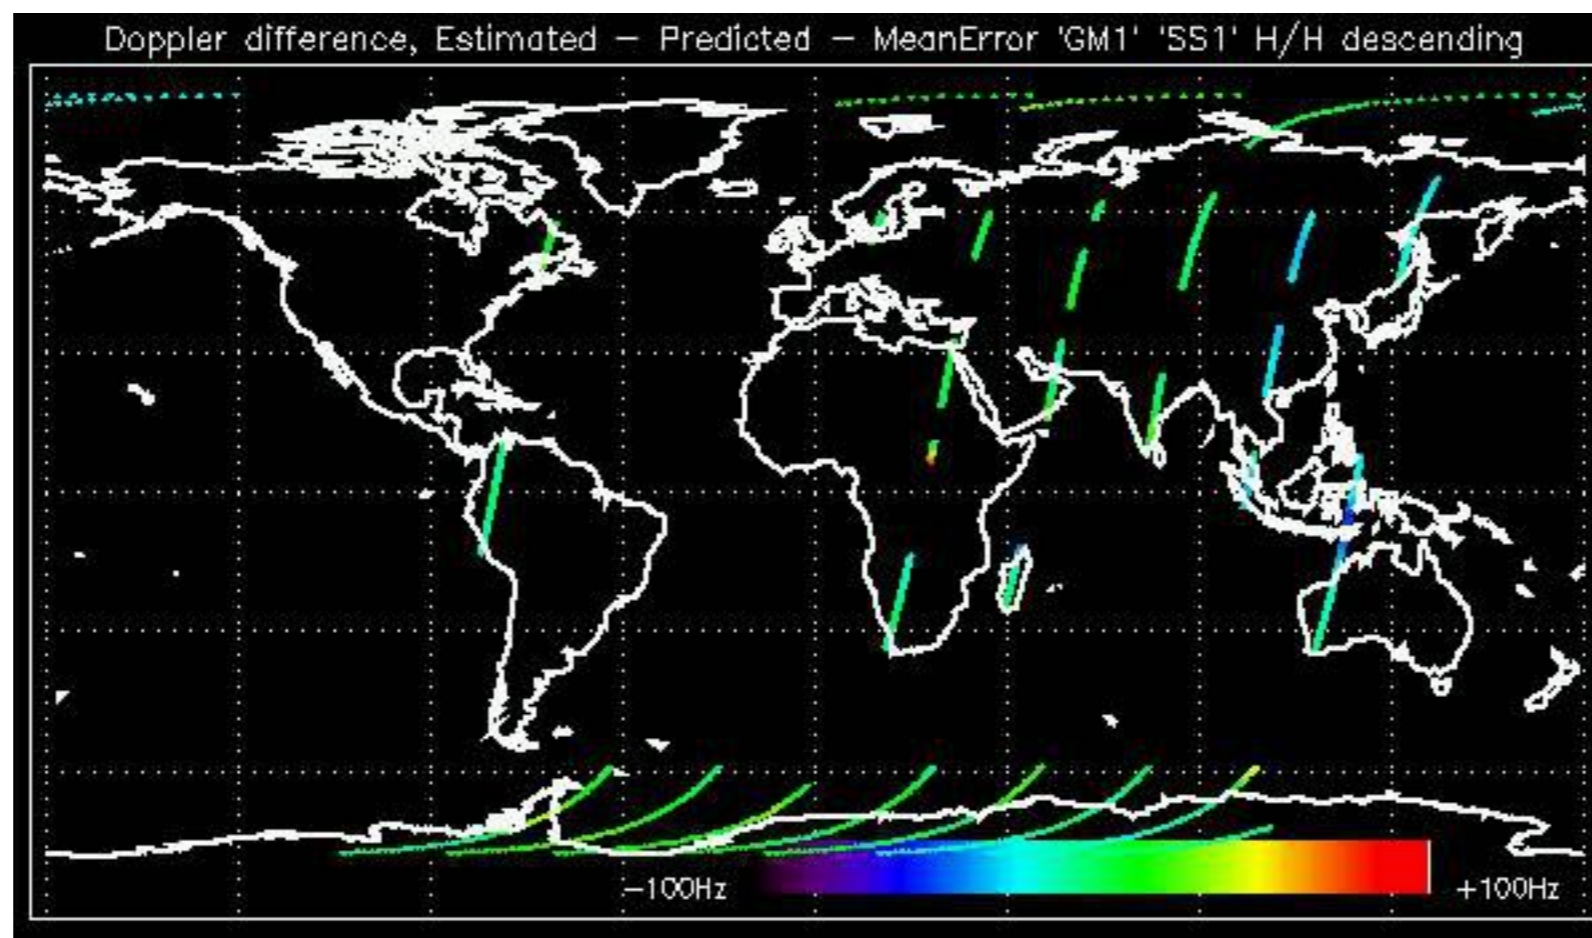 Doppler difference, Estimated – Predicted – MeanError 'GM1' 'SS1' H/H descending
–100Hz +100Hz